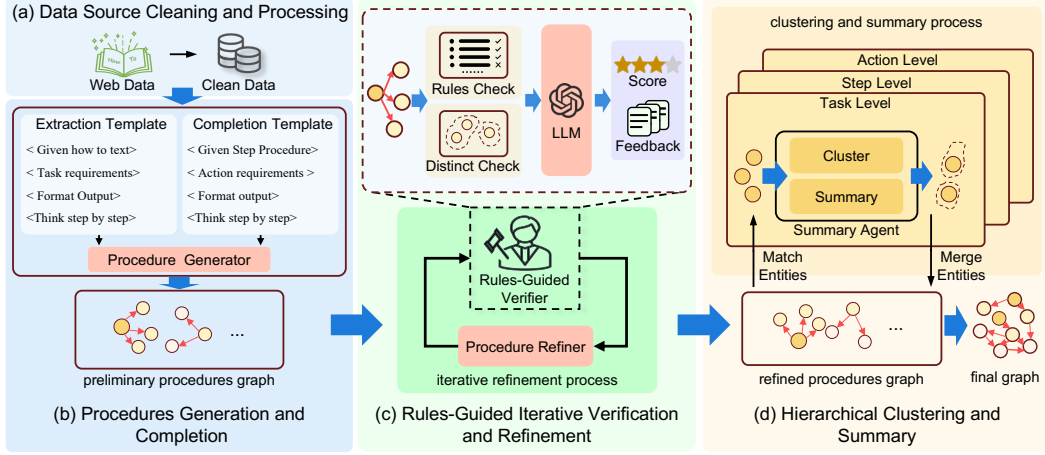 (a) Data Source Cleaning and Processing
How To
Web Data
Clean Data
Extraction Template
< Given how to text>
< Task requirements>
< Format Output>
<Think step by step>
Completion Template
< Given Step Procedure>
< Action requirements >
< Format output>
<Think step by step>
Procedure Generator
...
preliminary procedures graph
(b) Procedures Generation and
Completion
Rules Check
Distinct Check
LLM
Score
Feedback
Rules-Guided
Verifier
Procedure Refiner
iterative refinement process
(c) Rules-Guided Iterative Verification
and Refinement
clustering and summary process
Action Level
Step Level
Task Level
Cluster
Summary
Summary Agent
Match
Entities
Merge
Entities
...
refined procedures graph
final graph
(d) Hierarchical Clustering and
Summary